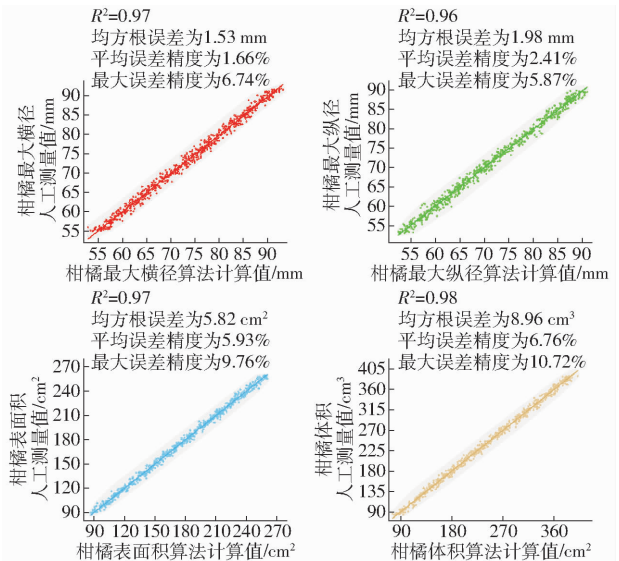 R²=0.97
均方根误差为1.53 mm
平均误差精度为1.66%
最大误差精度为6.74%
柑橘最大横径
人工测量值/mm
90
85
80
75
70
65
60
55
55 60 65 70 75 80 85 90
柑橘最大横径算法计算值/mm
R²=0.96
均方根误差为1.98 mm
平均误差精度为2.41%
最大误差精度为5.87%
柑橘最大纵径
人工测量值/mm
90
85
80
75
70
65
60
55
55 60 65 70 75 80 85 90
柑橘最大纵径算法计算值/mm
R²=0.97
均方根误差为5.82 cm²
平均误差精度为5.93%
最大误差精度为9.76%
柑橘表面积
人工测量值/cm²
270
240
210
180
150
120
90
90 120 150 180 210 240 270
柑橘表面积算法计算值/cm²
R²=0.98
均方根误差为8.96 cm³
平均误差精度为6.76%
最大误差精度为10.72%
柑橘体积
人工测量值/cm³
405
360
315
270
225
180
135
90
90 180 270 360
柑橘体积算法计算值/cm²